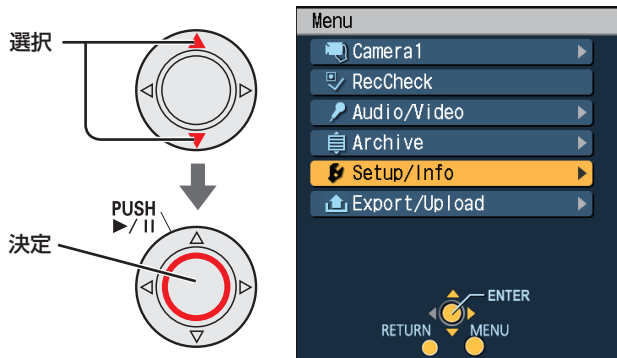 選択
PUSH
►/II
決定
Menu
Camera1
RecCheck
Audio/Video
Archive
Setup/Info
Export/Upload
ENTER
RETURN
MENU